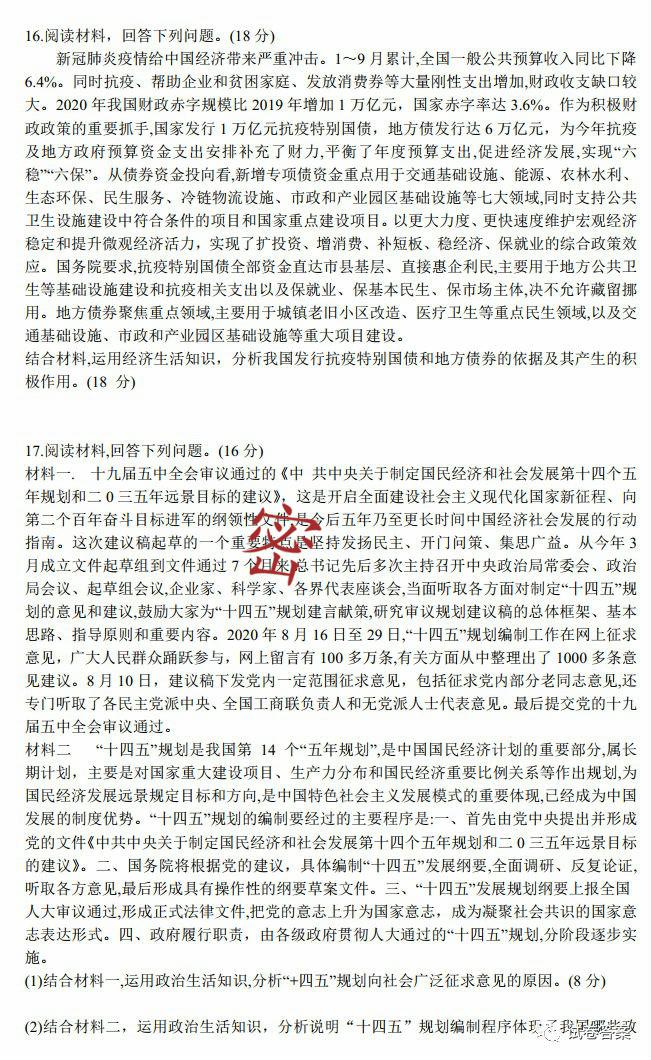 16.阅读材料，回答下列问题。(18 分)
新冠肺炎疫情给中国经济带来严重冲击。1～9 月累计,全国一般公共预算收入同比下降
6.4%。同时抗疫、帮助企业和贫困家庭、发放消费券等大量刚性支出增加,财政收支缺口较
大。2020 年我国财政赤字规模比 2019 年增加 1 万亿元，国家赤字率达 3.6%。作为积极财
政政策的重要抓手,国家发行 1 万亿元抗疫特别国债，地方债发行达 6 万亿元，为今年抗疫
及地方政府预算资金支出安排补充了财力,平衡了年度预算支出,促进经济发展,实现“六
稳”“六保”。从债券资金投向看,新增专项债资金重点用于交通基础设施、能源、农林水利、
生态环保、民生服务、冷链物流设施、市政和产业园区基础设施等七大领域,同时支持公共
卫生设施建设中符合条件的项目和国家重点建设项目。以更大力度、更快速度维护宏观经济
稳定和提升微观经济活力，实现了扩投资、增消费、补短板、稳经济、保就业的综合政策效
应。国务院要求,抗疫特别国债全部资金直达市县基层、直接惠企利民,主要用于地方公共卫
生等基础设施建设和抗疫相关支出以及保就业、保基本民生、保市场主体,决不允许藏留挪
用。地方债券聚焦重点领域,主要用于城镇老旧小区改造、医疗卫生等重点民生领域,以及交
通基础设施、市政和产业园区基础设施等重大项目建设。
结合材料,运用经济生活知识，分析我国发行抗疫特别国债和地方债券的依据及其产生的积
极作用。(18 分)
17.阅读材料,回答下列问题。(16 分)
材料一. 十九届五中全会审议通过的《中 共中央关于制定国民经济和社会发展第十四个五
年规划和二 0 三五年远景目标的建议》，这是开启全面建设社会主义现代化国家新征程、向
第二个百年奋斗目标进军的纲领性文件,是今后五年乃至更长时间中国经济社会发展的行动
指南。这次建议稿起草的一个重要特点是坚持发扬民主、开门问策、集思广益。从今年 3
月成立文件起草组到文件通过 7 个月来,总书记先后多次主持召开中央政治局常委会、政治
局会议、起草组会议,企业家、科学家、各界代表座谈会,当面听取各方面对制定“十四五”规
划的意见和建议,鼓励大家为“十四五”规划建言献策,研究审议规划建议稿的总体框架、基本
思路、指导原则和重要内容。2020 年 8 月 16 日至 29 日,“十四五”规划编制工作在网上征求
意见，广大人民群众踊跃参与，网上留言有 100 多万条,有关方面从中整理出了 1000 多条意
见建议。8 月 10 日，建议稿下发党内一定范围征求意见，包括征求党内部分老同志意见,还
专门听取了各民主党派中央、全国工商联负责人和无党派人士代表意见。最后提交党的十九
届五中全会审议通过。
材料二 “十四五”规划是我国第 14 个“五年规划”,是中国国民经济计划的重要部分,属长
期计划，主要是对国家重大建设项目、生产力分布和国民经济重要比例关系等作出规划,为
国民经济发展远景规定目标和方向,是中国特色社会主义发展模式的重要体现,已经成为中国
发展的制度优势。“十四五”规划的编制要经过的主要程序是:一、首先由党中央提出并形成
党的文件《中共中央关于制定国民经济和社会发展第十四个五年规划和二 0 三五年远景目标
的建议》。二、国务院将根据党的建议，具体编制“十四五”发展纲要,全面调研、反复论证,
听取各方意见,最后形成具有操作性的纲要草案文件。三、“十四五”发展规划纲要上报全国
人大审议通过,形成正式法律文件,把党的意志上升为国家意志，成为凝聚社会共识的国家意
志表达形式。四、政府履行职责，由各级政府贯彻人大通过的“十四五”规划,分阶段逐步实
施。
(1)结合材料一,运用政治生活知识,分析“+四五”规划向社会广泛征求意见的原因。(8 分)
(2)结合材料二，运用政治生活知识，分析说明“十四五”规划编制程序体现了我国哪些政
密
试卷答案